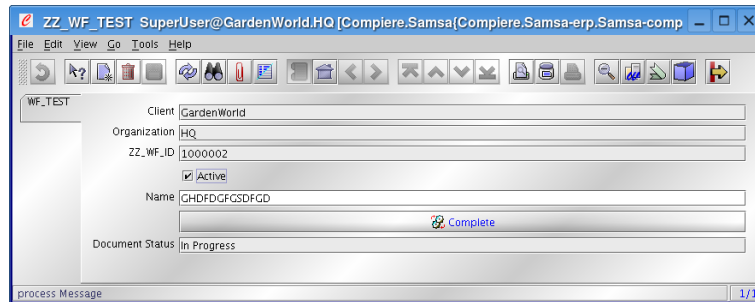 ZZ_WF_TEST SuperUser@GardenWorld.HQ [Compiere.Samsa{Compiere.Samsa-erp.Samsa-comp
File Edit View Go Tools Help
WF_TEST
Client GardenWorld
Organization HQ
ZZ_WF_ID 1000002
Active
Name GHDFDGFGSDFGD
Complete
Document Status In Progress
process Message 1/1